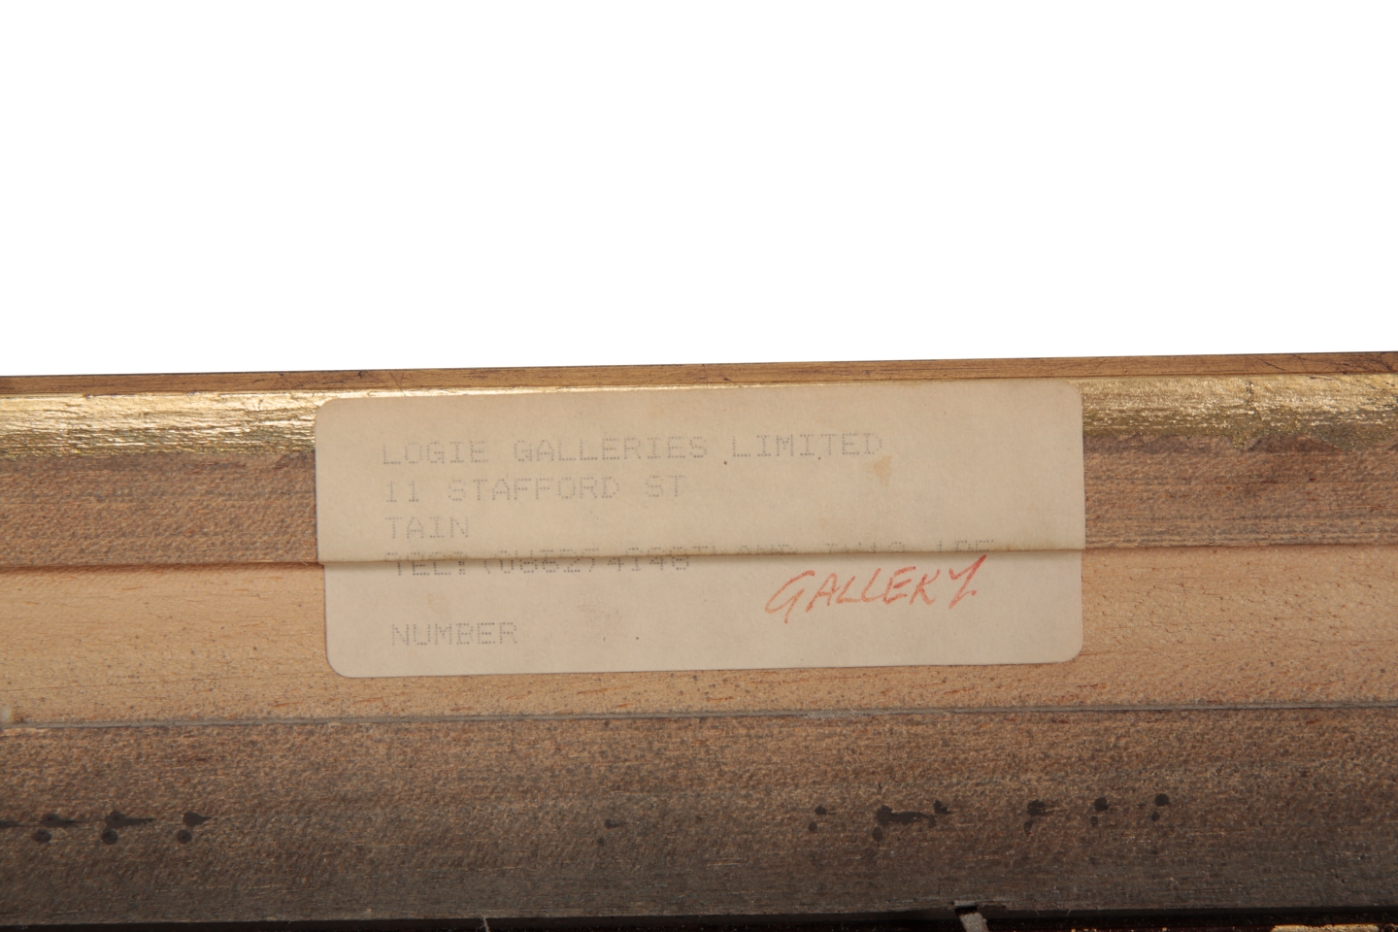 LOGIE GALLERIES LIMITED
11 STAFFORD ST
TAIN
GALLERY.
NUMBER